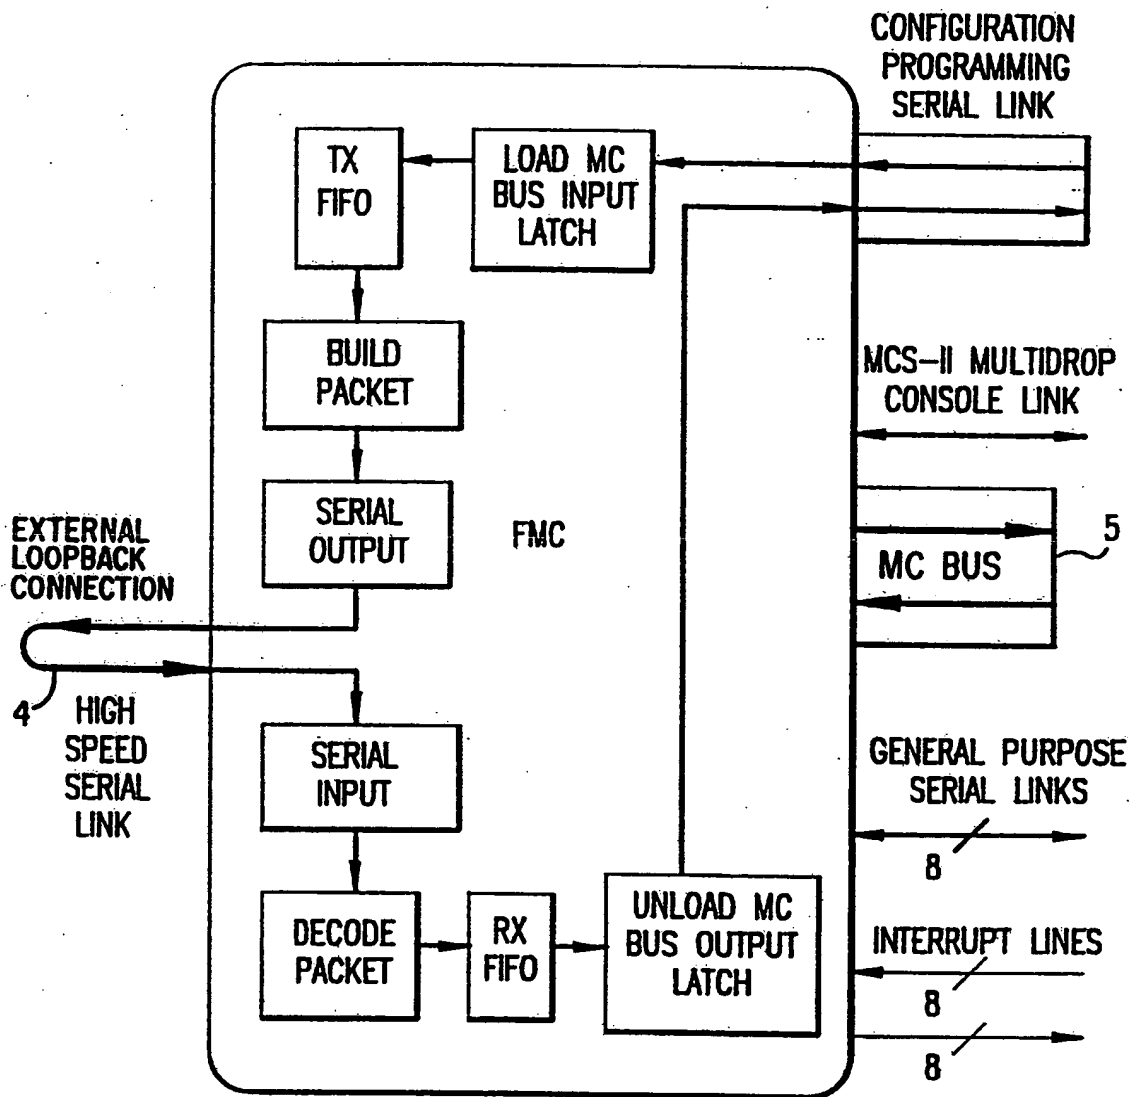 CONFIGURATION
PROGRAMMING
SERIAL LINK
TX
FIFO
LOAD MC
BUS INPUT
LATCH
BUILD
PACKET
MCS-II MULTIDROP
CONSOLE LINK
SERIAL
OUTPUT
FMC
EXTERNAL
LOOPBACK
CONNECTION
MC BUS
5
4
HIGH
SPEED
SERIAL
LINK
SERIAL
INPUT
GENERAL PURPOSE
SERIAL LINKS
8
DECODE
PACKET
RX
FIFO
UNLOAD MC
BUS OUTPUT
LATCH
INTERRUPT LINES
8
8